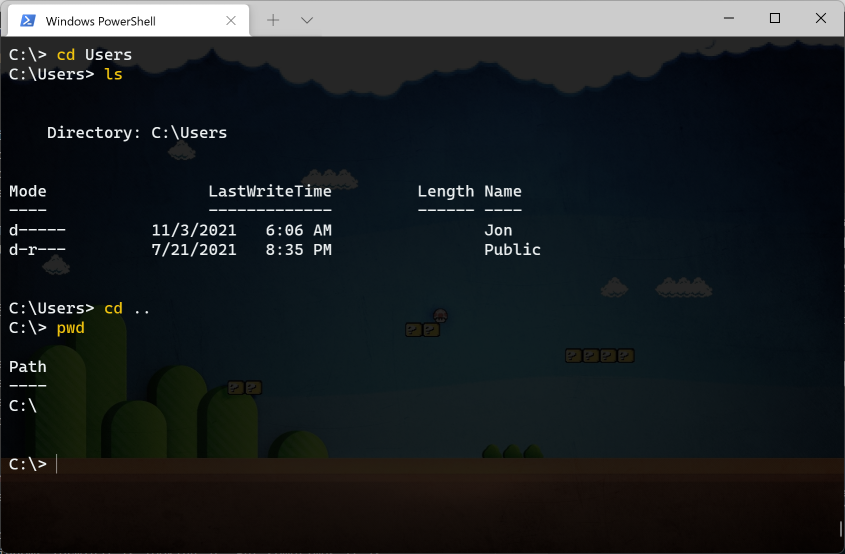 Windows PowerShell
C:\> cd Users
C:\Users> ls
Directory: C:\Users
Mode                 LastWriteTime         Length Name
----                 -------------         ------ ----
d-----         11/3/2021   6:06 AM                Jon
d-r---         7/21/2021   8:35 PM                Public
C:\Users> cd ..
C:\> pwd
Path
----
C:\
C:\>